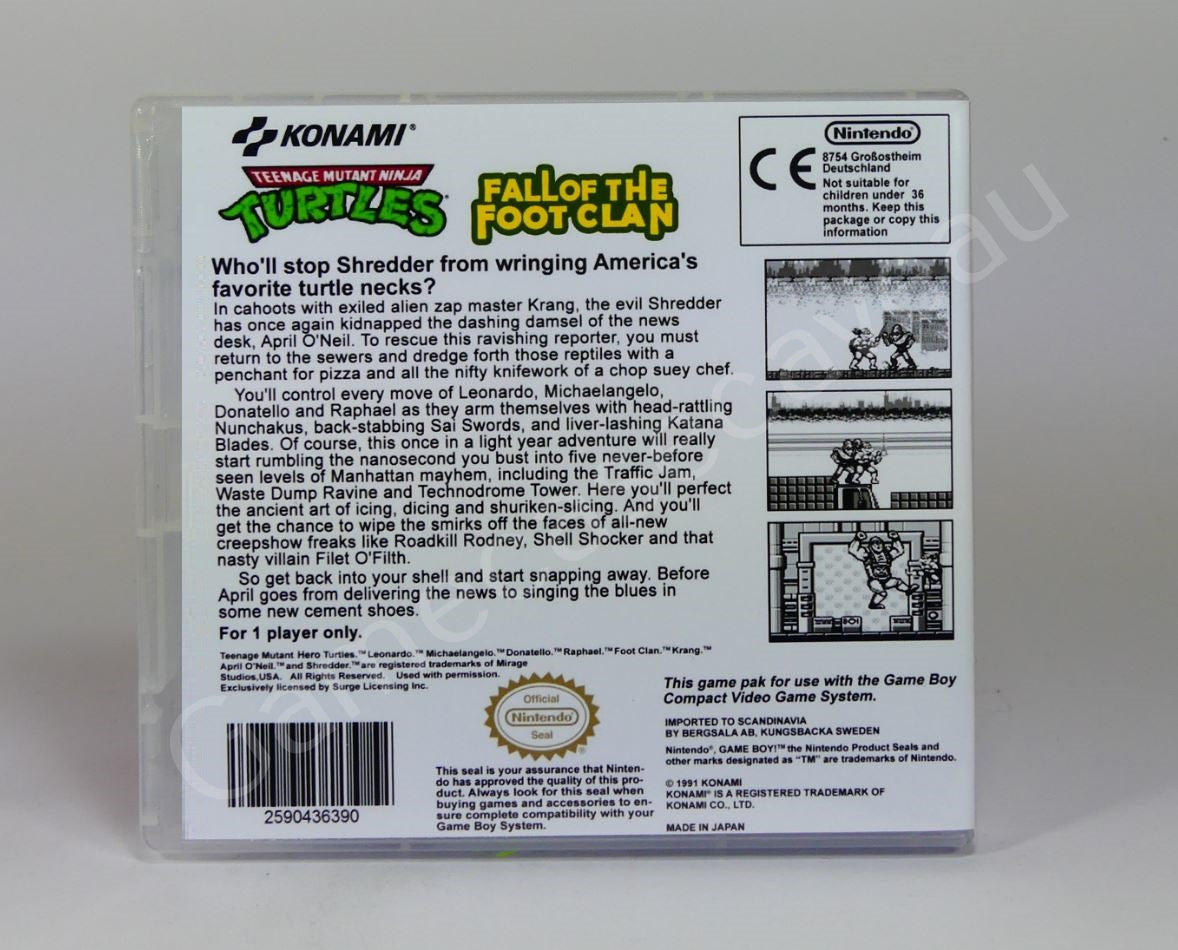 KONAMI®
TEENAGE MUTANT NINJA
TURTLES
FALL OF THE
FOOT CLAN
Nintendo®
CE
8754 Großostheim
Deutschland
Not suitable for
children under 36
months. Keep this
package or copy this
information
Who'll stop Shredder from wringing America's
favorite turtle necks?
In cahoots with exiled alien zap master Krang, the evil Shredder
has once again kidnapped the dashing damsel of the news
desk, April O'Neil. To rescue this ravishing reporter, you must
return to the sewers and dredge forth those reptiles with a
penchant for pizza and all the nifty knifework of a chop suey chef.
You'll control every move of Leonardo, Michaelangelo,
Donatello and Raphael as they arm themselves with head-rattling
Nunchakus, back-stabbing Sai Swords, and liver-lashing Katana
Blades. Of course, this once in a light year adventure will really
start rumbling the nanosecond you bust into five never-before
seen levels of Manhattan mayhem, including the Traffic Jam,
Waste Dump Ravine and Technodrome Tower. Here you'll perfect
the ancient art of icing, dicing and shuriken-slicing. And you'll
get the chance to wipe the smirks off the faces of all-new
creepshow freaks like Roadkill Rodney, Shell Shocker and that
nasty villain Filet O'Filth.
So get back into your shell and start snapping away. Before
April goes from delivering the news to singing the blues in
some new cement shoes.
For 1 player only.
Teenage Mutant Hero Turtles.™ Leonardo.™ Michaelangelo.™ Donatello.™ Raphael.™ Foot Clan.™ Krang.™
April O'Neil.™ and Shredder.™ are registered trademarks of Mirage
Studios,USA. All Rights Reserved. Used with permission.
Exclusively licensed by Surge Licensing Inc.
2590436390
Official
Nintendo®
Seal
This seal is your assurance that Ninten-
do has approved the quality of this pro-
duct. Always look for this seal when
buying games and accessories to en-
sure complete compatibility with your
Game Boy System.
This game pak for use with the Game Boy
Compact Video Game System.
IMPORTED TO SCANDINAVIA
BY BERGSALA AB, KUNGSBACKA SWEDEN
Nintendo®, GAME BOY!™ the Nintendo Product Seals and
other marks designated as "TM" are trademarks of Nintendo.
© 1991 KONAMI
KONAMI® IS A REGISTERED TRADEMARK OF
KONAMI CO., LTD.
MADE IN JAPAN